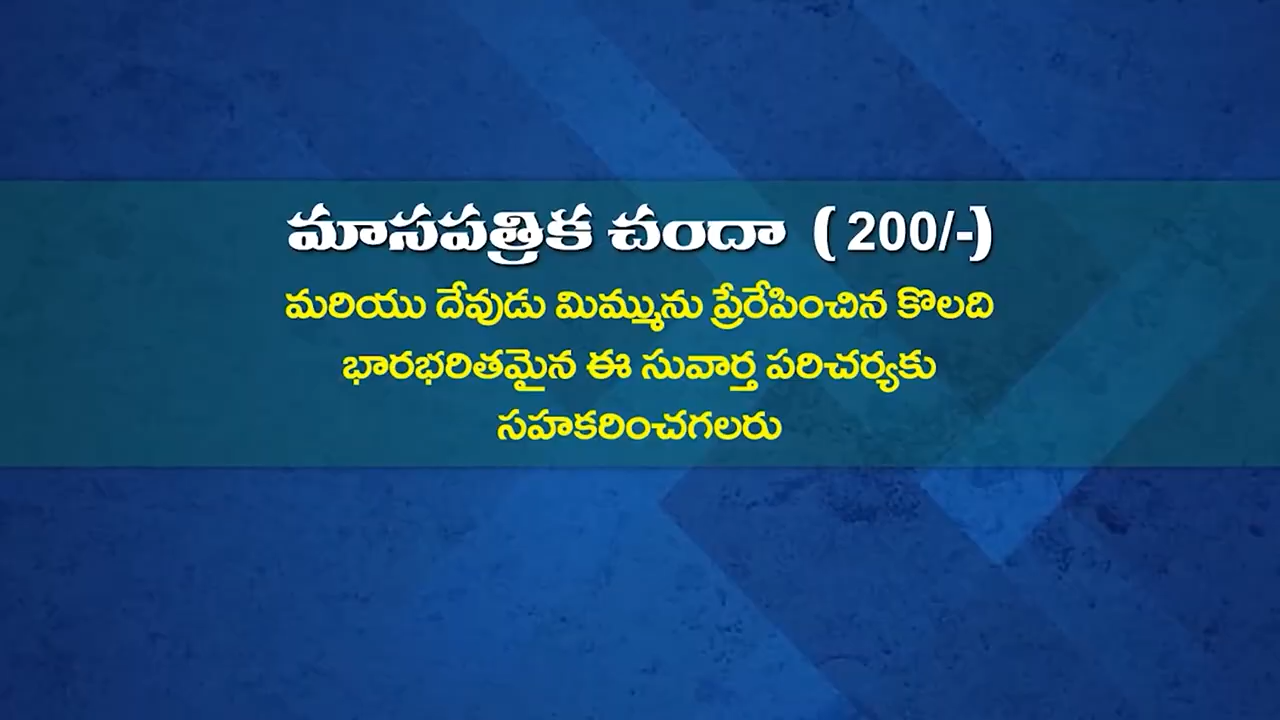 మాసపత్రిక చందా ( 200/-)
మరియు దేవుడు మిమ్మును ప్రేరేపించిన కొలది
భారభరితమైన ఈ సువార్త పరిచర్యకు
సహకరించగలరు